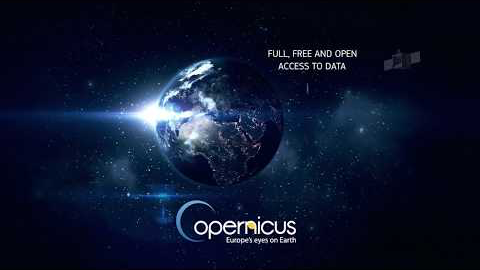 FULL, FREE AND OPEN
ACCESS TO DATA
Copernicus
Europe's eyes on Earth